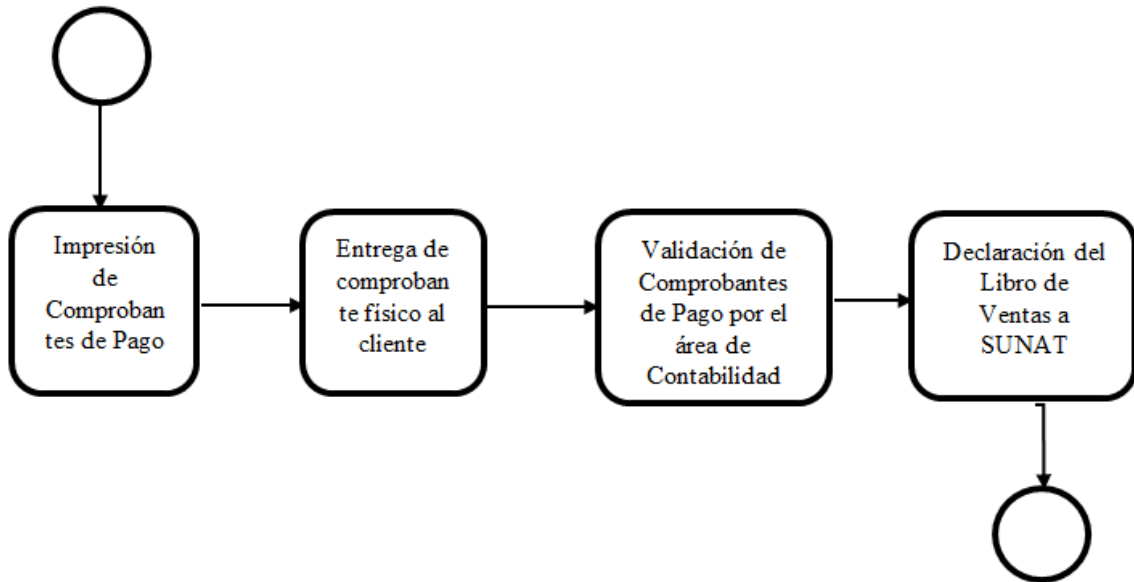 Impresión
de
Comproban
tes de Pago
Entrega de
comproban
te físico al
cliente
Validación de
Comprobantes
de Pago por el
área de
Contabilidad
Declaración del
Libro de
Ventas a
SUNAT